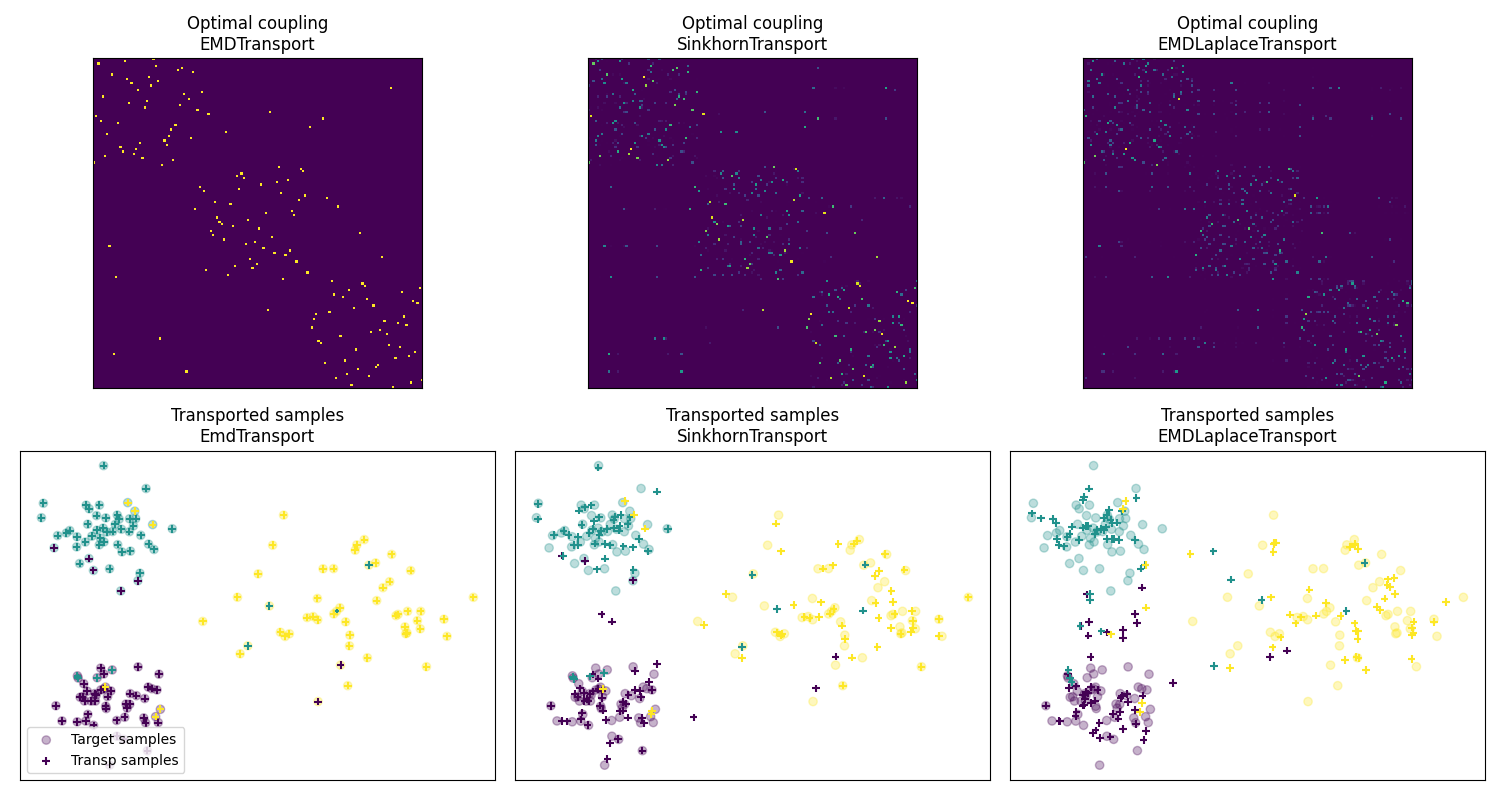 Optimal coupling
EMDTransport
Optimal coupling
SinkhornTransport
Optimal coupling
EMDLaplaceTransport
Transported samples
EmdTransport
Transported samples
SinkhornTransport
Transported samples
EMDLaplaceTransport
Target samples
Transp samples